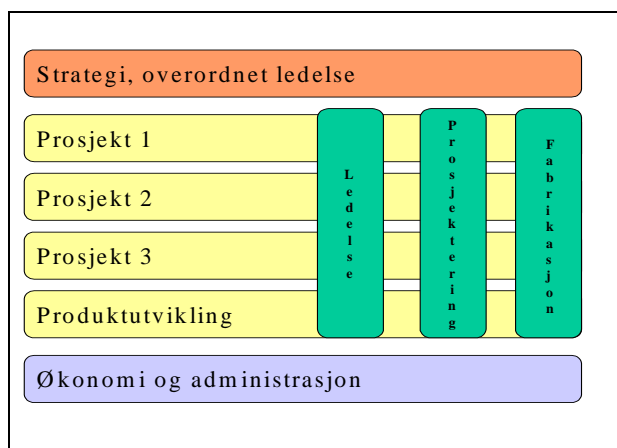 Strategi, overordnet ledelse
Prosjekt 1
Prosjekt 2
Prosjekt 3
Produktutvikling
Ledelse
Prosjektering
Fabrikasjon
Økonomi og administrasjon